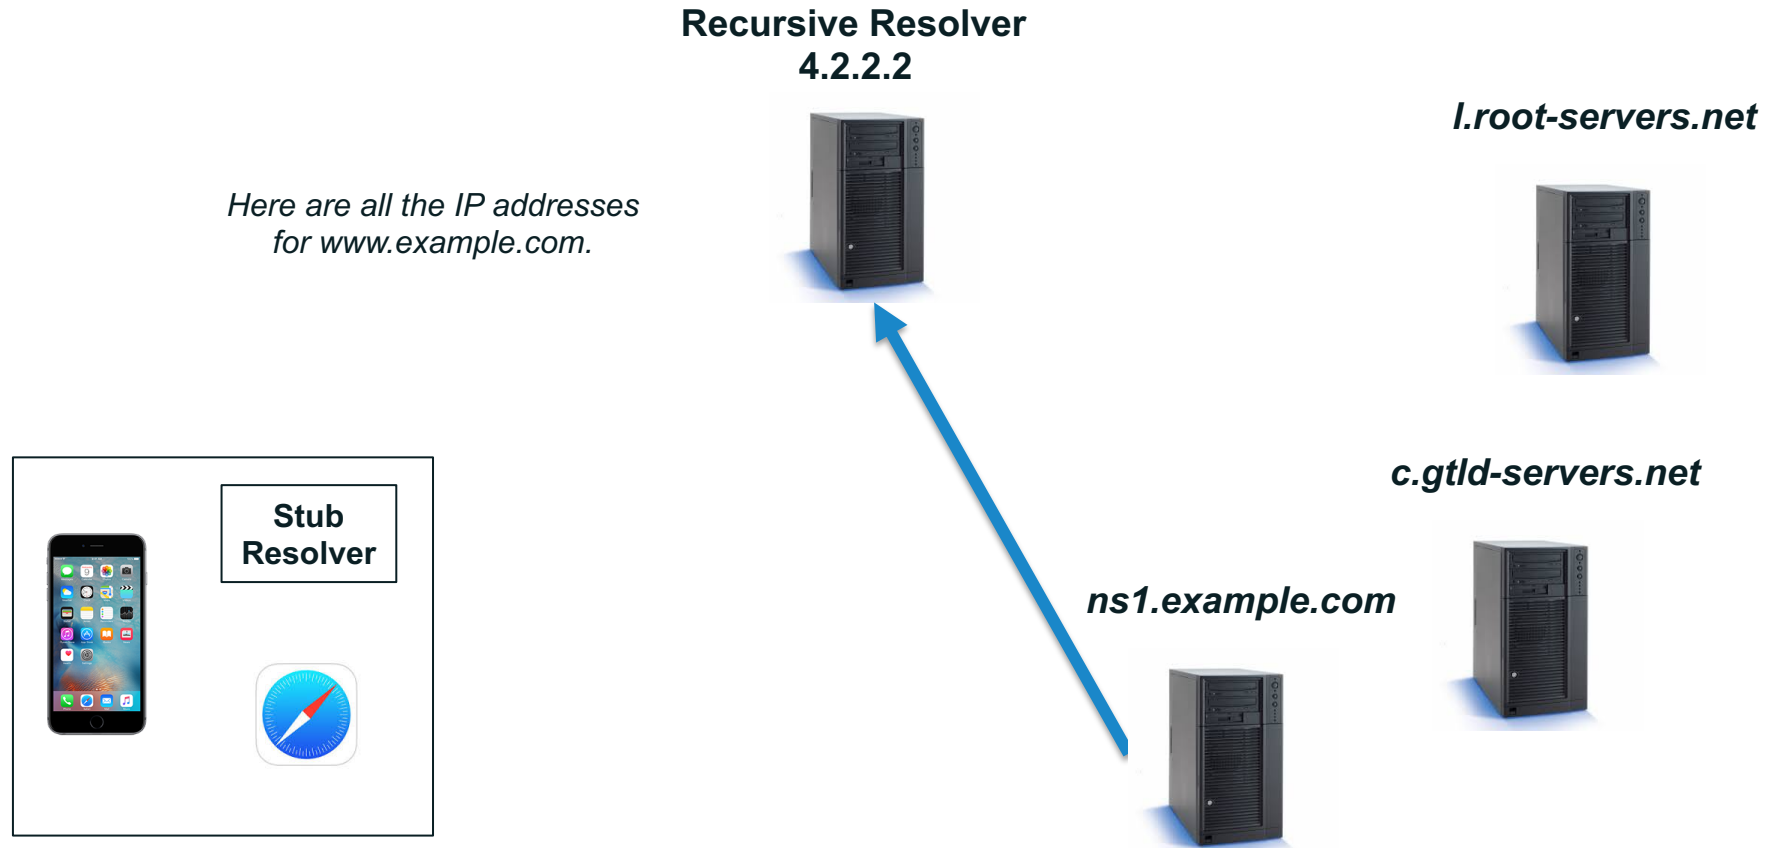 Recursive Resolver
4.2.2.2
l.root-servers.net
Here are all the IP addresses
for www.example.com.
c.gtld-servers.net
Stub
Resolver
ns1.example.com